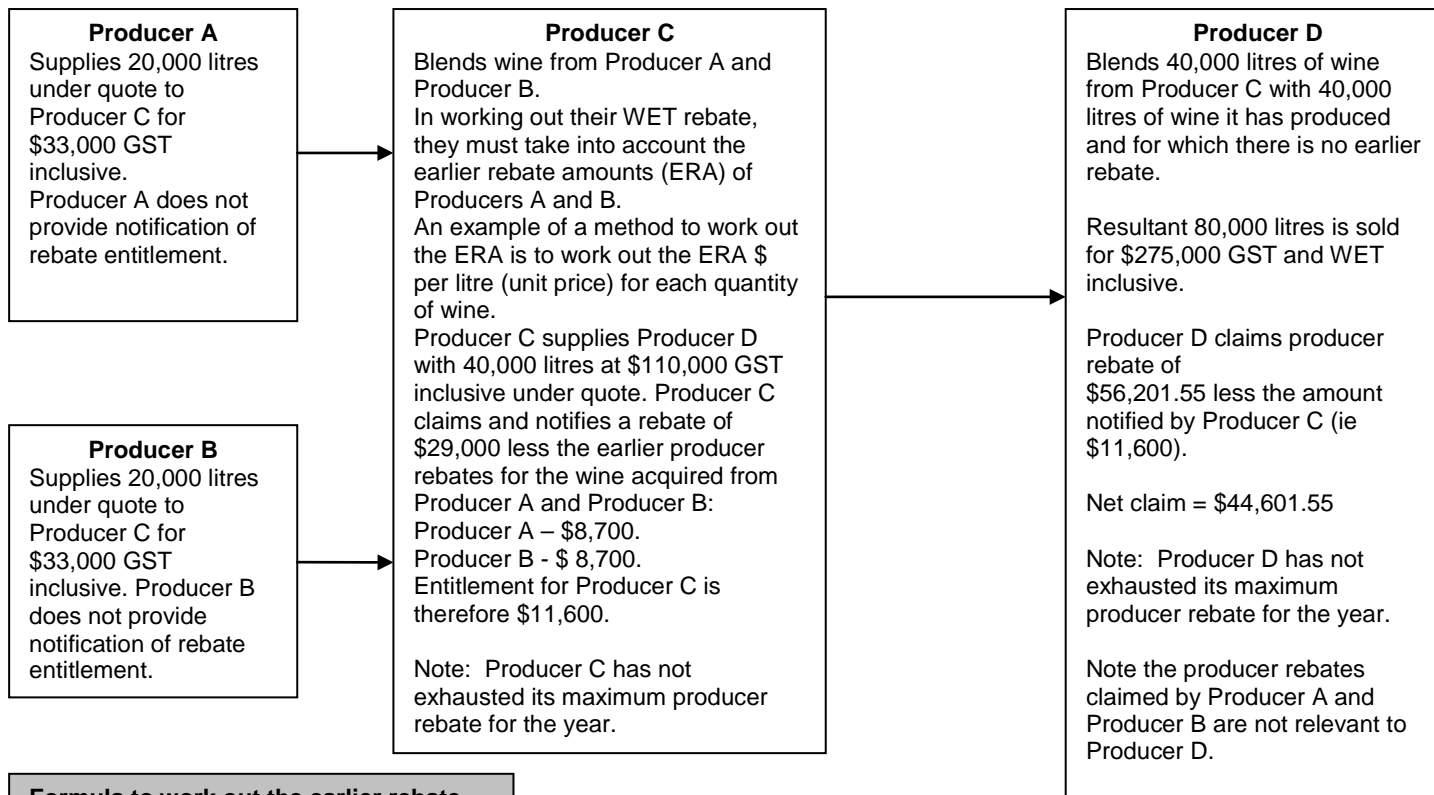 Producer A
Supplies 20,000 litres
under quote to
Producer C for
$33,000 GST
inclusive.
Producer A does not
provide notification of
rebate entitlement.
Producer B
Supplies 20,000 litres
under quote to
Producer C for
$33,000 GST
inclusive. Producer B
does not provide
notification of rebate
entitlement.
Producer C
Blends wine from Producer A and
Producer B.
In working out their WET rebate,
they must take into account the
earlier rebate amounts (ERA) of
Producers A and B.
An example of a method to work out
the ERA is to work out the ERA $
per litre (unit price) for each quantity
of wine.
Producer C supplies Producer D
with 40,000 litres at $110,000 GST
inclusive under quote. Producer C
claims and notifies a rebate of
$29,000 less the earlier producer
rebates for the wine acquired from
Producer A and Producer B:
Producer A – $8,700.
Producer B - $ 8,700.
Entitlement for Producer C is
therefore $11,600.
Note: Producer C has not
exhausted its maximum producer
rebate for the year.
Producer D
Blends 40,000 litres of wine
from Producer C with 40,000
litres of wine it has produced
and for which there is no earlier
rebate.
Resultant 80,000 litres is sold
for $275,000 GST and WET
inclusive.
Producer D claims producer
rebate of
$56,201.55 less the amount
notified by Producer C (ie
$11,600).
Net claim = $44,601.55
Note: Producer D has not
exhausted its maximum
producer rebate for the year.
Note the producer rebates
claimed by Producer A and
Producer B are not relevant to
Producer D.
Formula to work out the earlier rebate